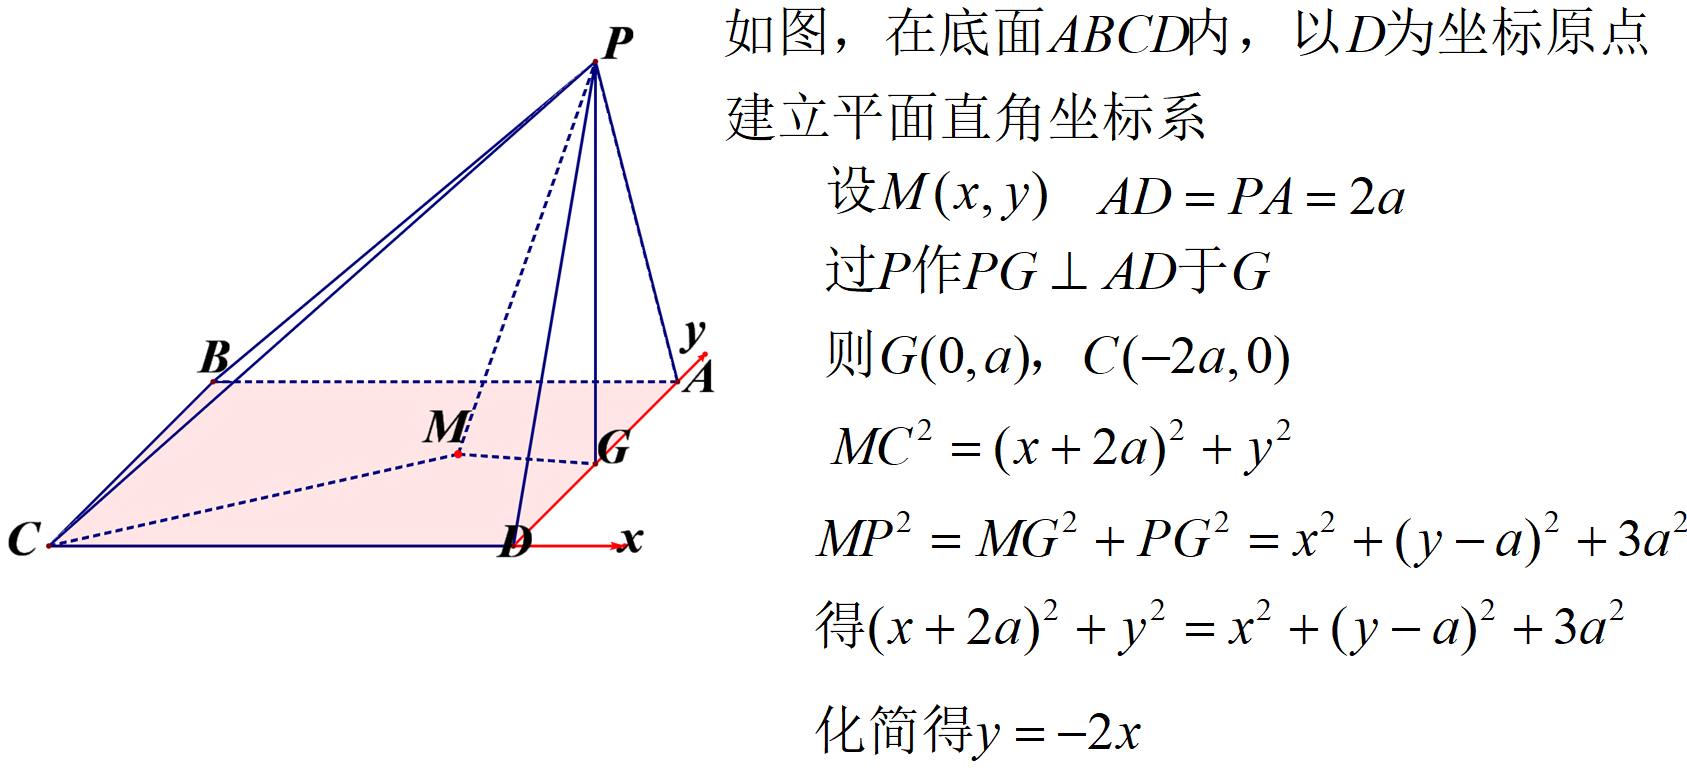 如图，在底面ABCD内，以D为坐标原点
建立平面直角坐标系
设M(x,y) AD=PA=2a
过P作PG⊥AD于G
则G(0,a)，C(-2a,0)
MC²=(x+2a)²+y²
MP²=MG²+PG²=x²+(y-a)²+3a²
得(x+2a)²+y²=x²+(y-a)²+3a²
化简得y=-2x
P
B
y
A
M
G
C
D
x